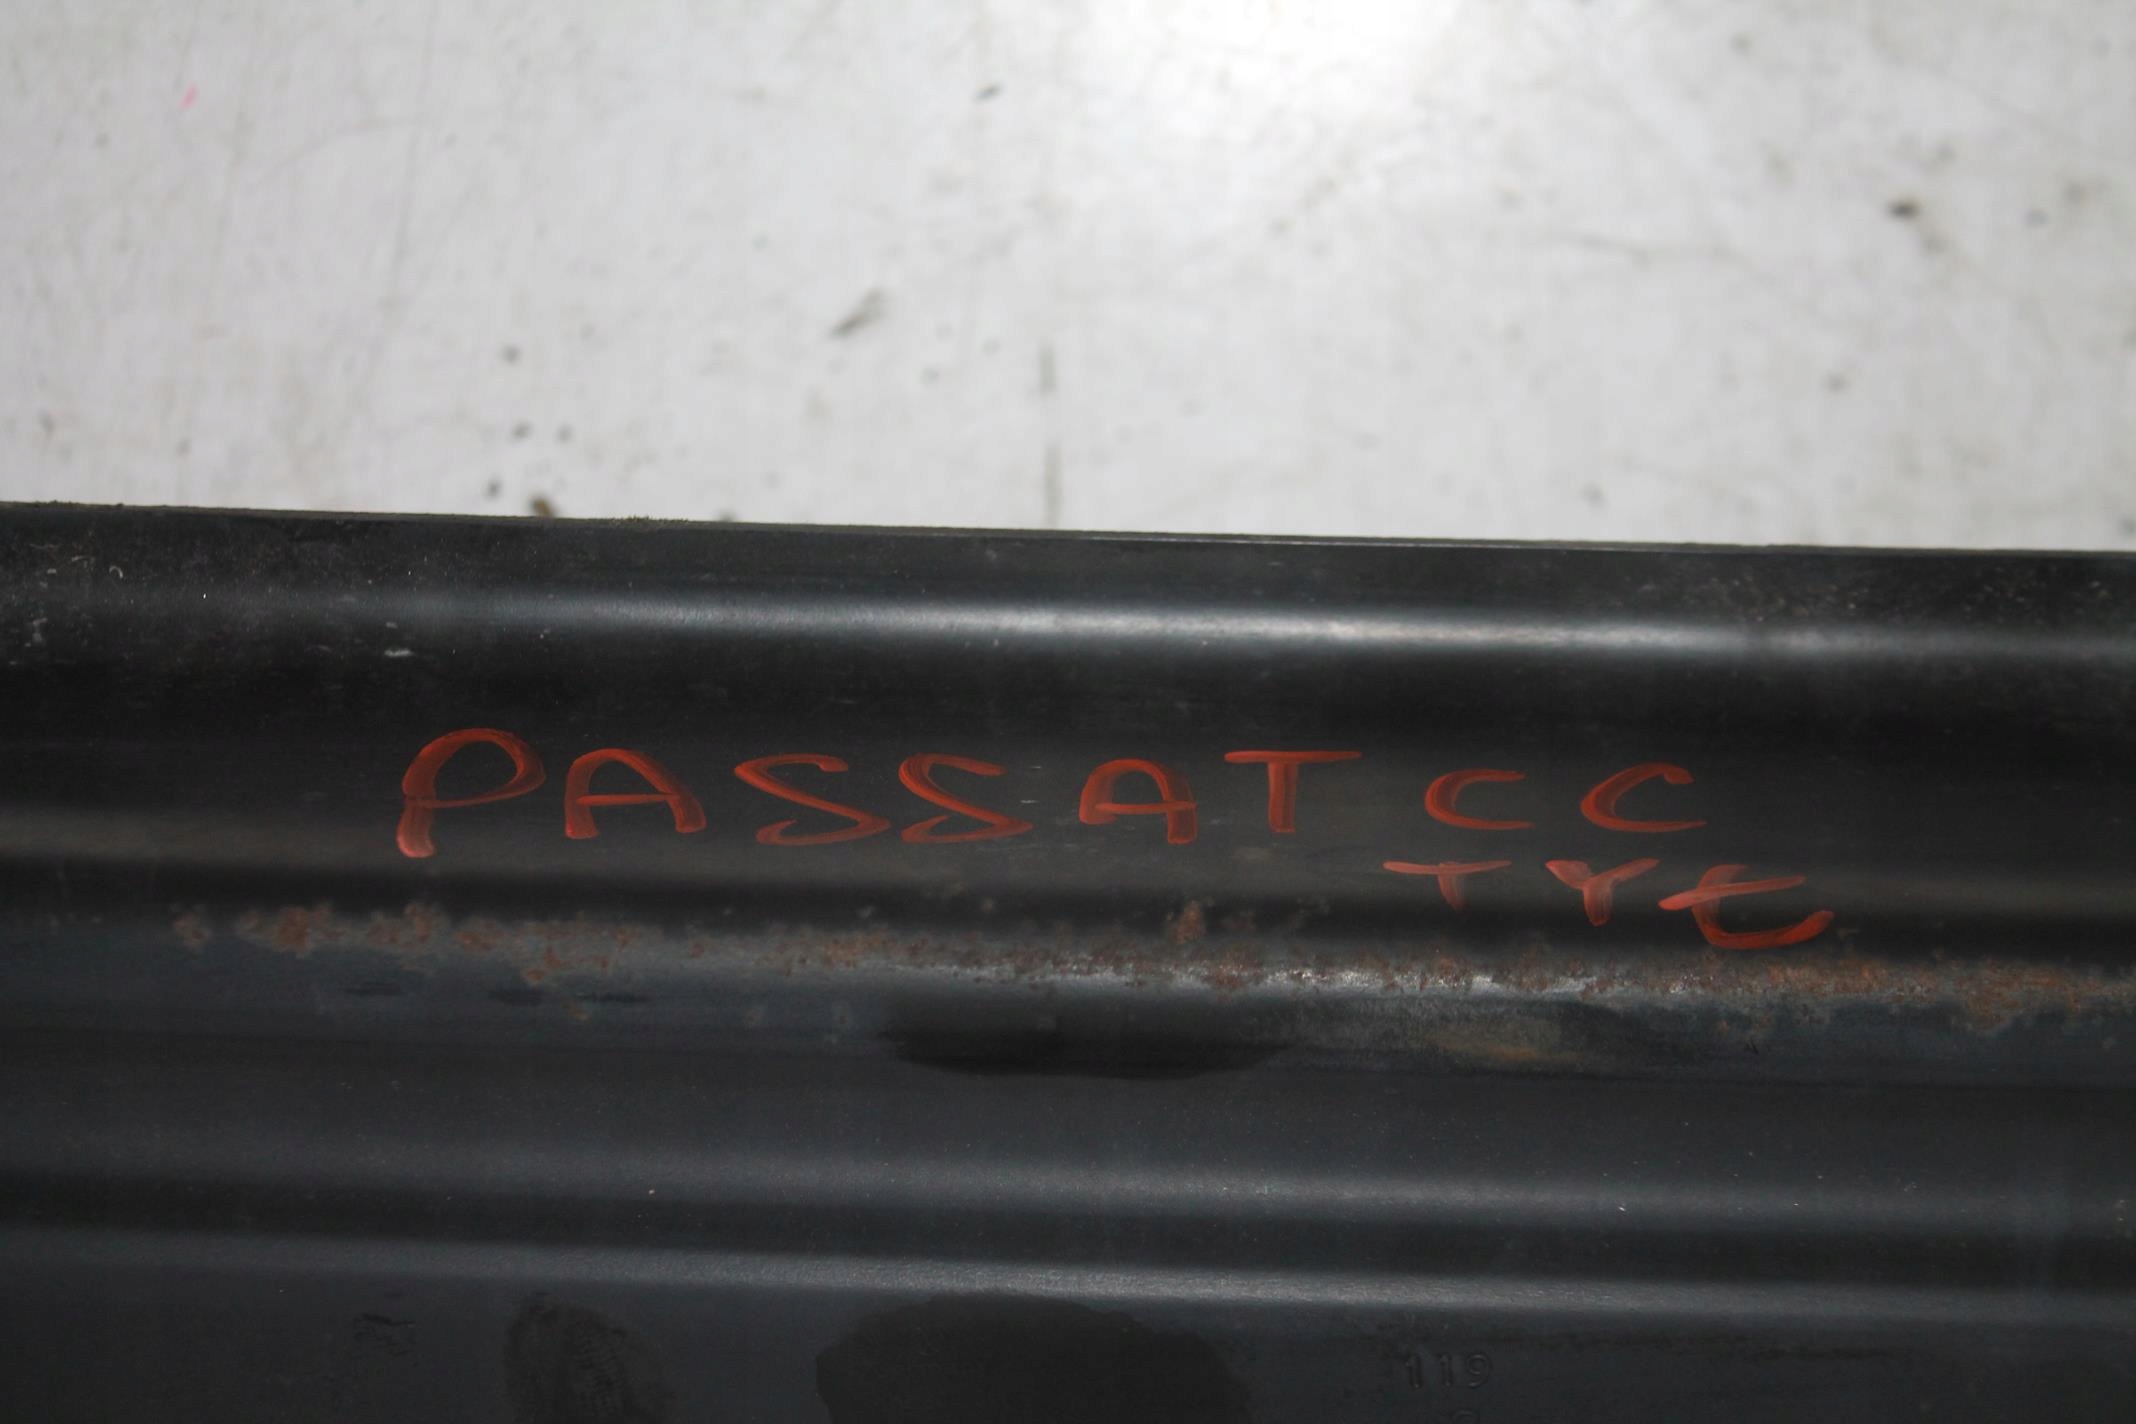 PASSAT CC
TYŁ
119